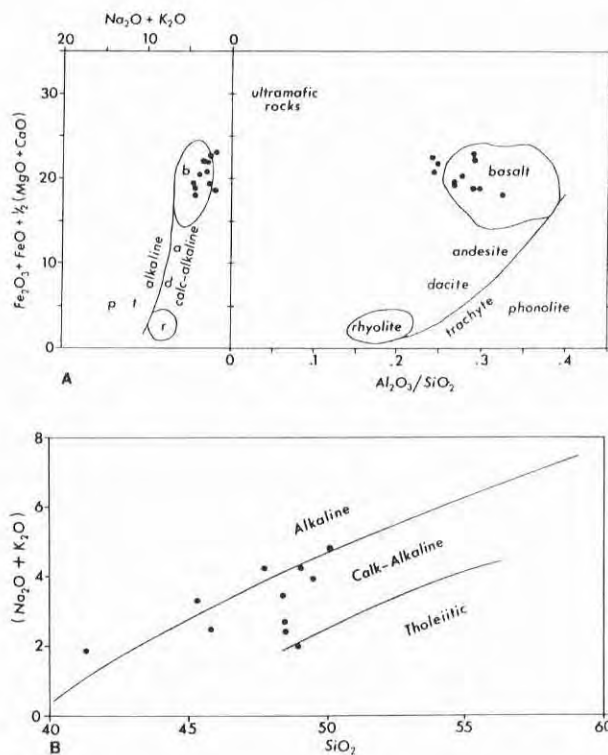 Na₂O + K₂O
20 10 0
Fe₂O₃ + FeO + ½ (MgO + CaO)
30
20
10
0
ultramafic
rocks
b
basalt
alkaline
a
calc-alkaline
d
p t
r
andesite
dacite
trachyte
phonolite
rhyolite
0 .1 .2 .3 0.4
A
Al₂O₃/SiO₂
(Na₂O + K₂O)
8
6
4
2
0
Alkaline
Calk-Alkaline
Tholeiitic
40 45 50 55 60
B
SiO₂